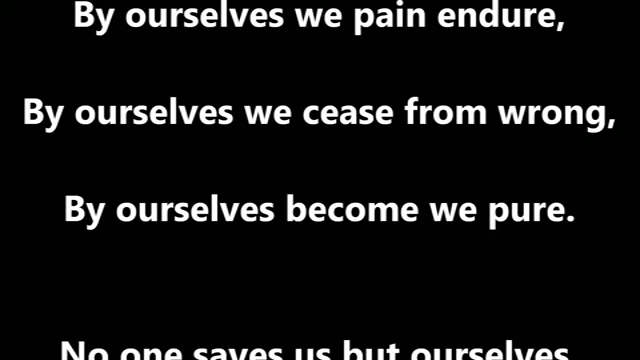 By ourselves we pain endure,
By ourselves we cease from wrong,
By ourselves become we pure.
No one saves us but ourselves